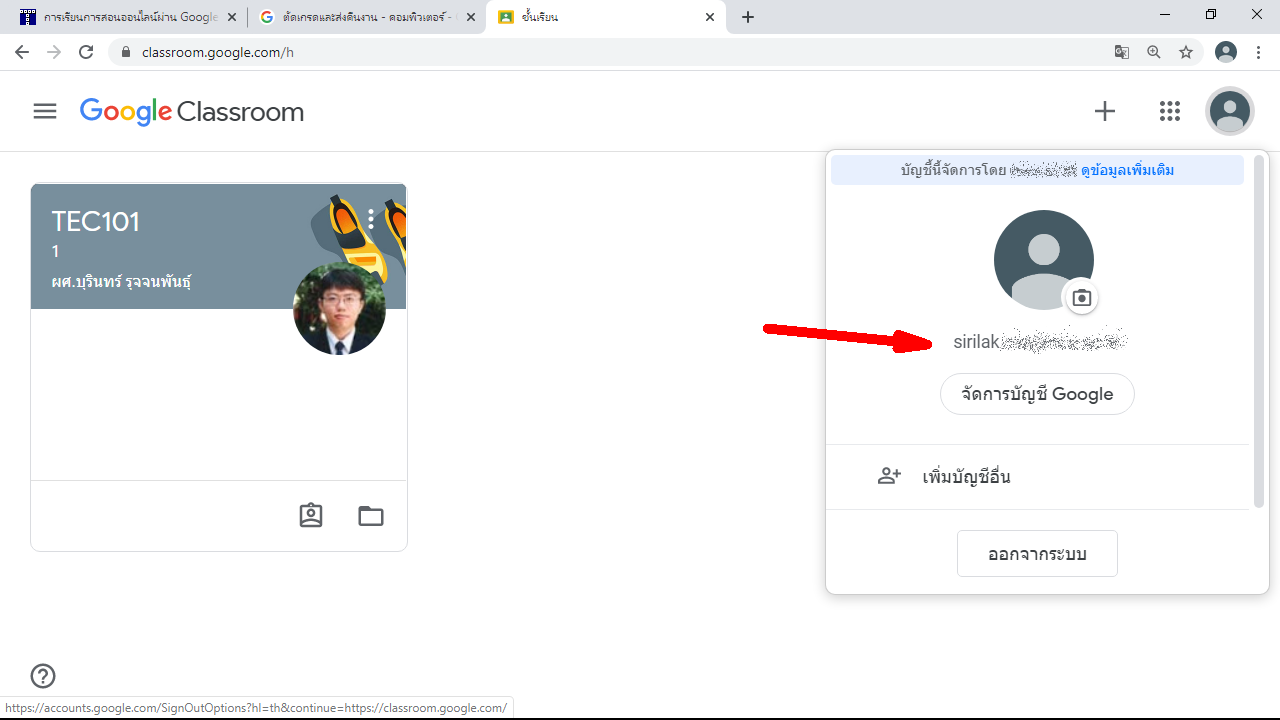 การเรียนการสอนออนไลน์ผ่าน Google
ตัดเกรดและส่งคืนงาน - คอมพิวเตอร์ -
ชั้นเรียน
classroom.google.com/h
Google Classroom
บัญชีนี้จัดการโดย ดูข้อมูลเพิ่มเติม
TEC101
1
ผศ.บุรินทร์ รุจจนพันธุ์
sirilak
จัดการบัญชี Google
เพิ่มบัญชีอื่น
ออกจากระบบ
https://accounts.google.com/SignOutOptions?hl=th&continue=https://classroom.google.com/